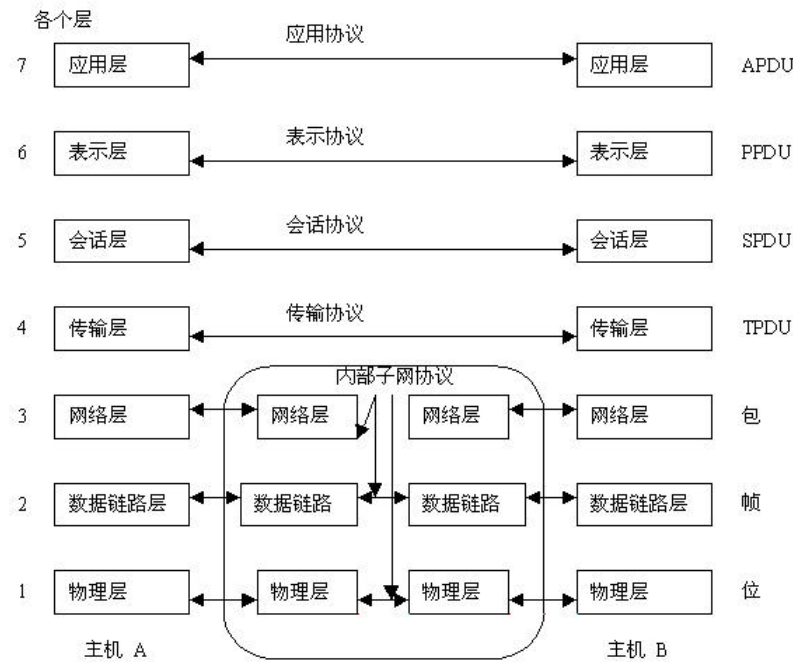 各个层
应用协议
7 应用层 应用层 APDU
表示协议
6 表示层 表示层 PPDU
会话协议
5 会话层 会话层 SPDU
传输协议
4 传输层 传输层 TPDU
内部子网协议
3 网络层 网络层 网络层 网络层 包
2 数据链路层 数据链路 数据链路 数据链路层 帧
1 物理层 物理层 物理层 物理层 位
主机 A 主机 B